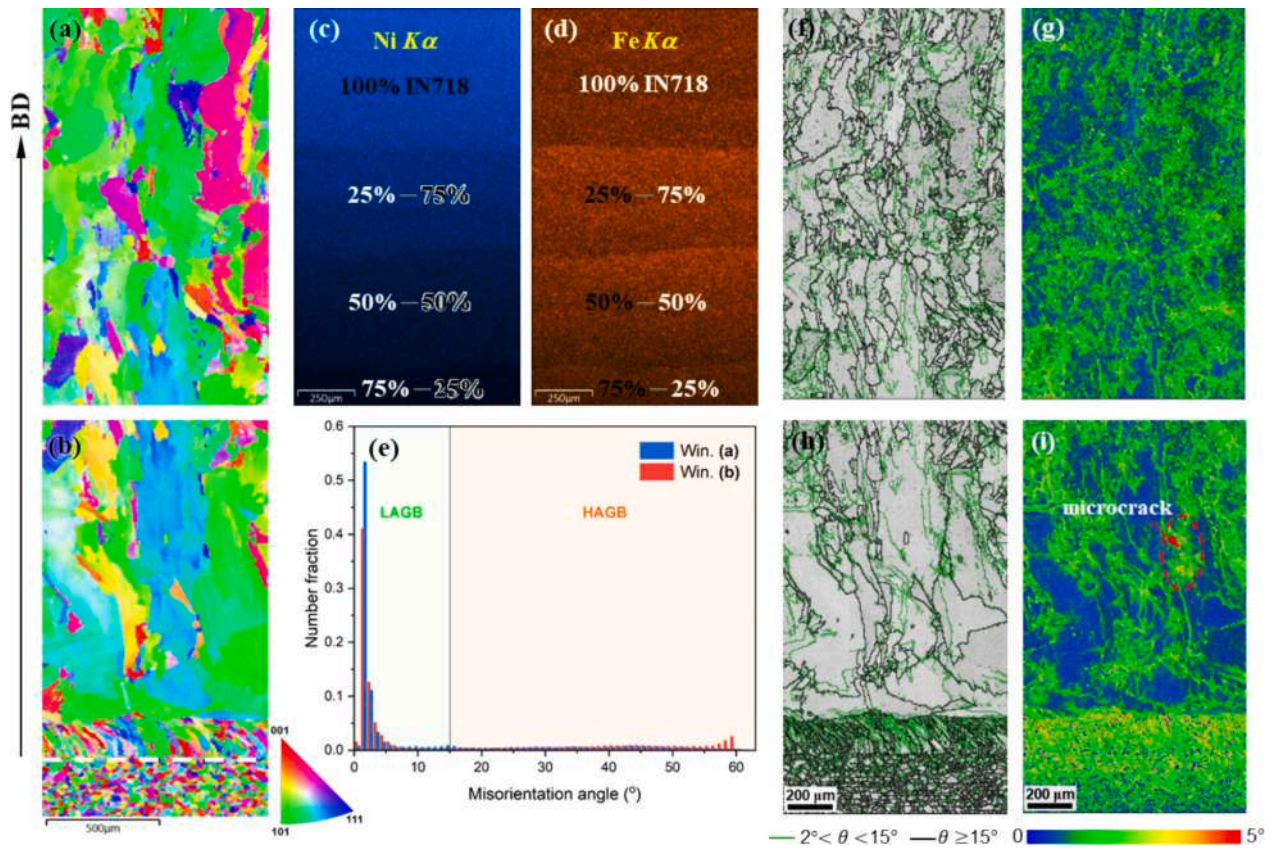 (a)
BD
(c)
Ni Kα
100% IN718
25% — 75%
50% — 50%
75% — 25%
250μm
(d)
Fe Kα
100% IN718
25% — 75%
50% — 50%
75% — 25%
250μm
(f)
(g)
(b)
001
101
111
500μm
(e)
Win. (a)
Win. (b)
LAGB
HAGB
Number fraction
0.6
0.5
0.4
0.3
0.2
0.1
0.0
0 10 20 30 40 50 60
Misorientation angle (°)
(h)
200 μm
(i)
microcrack
200 μm
2°< θ <15°
θ ≥15°
0
5°